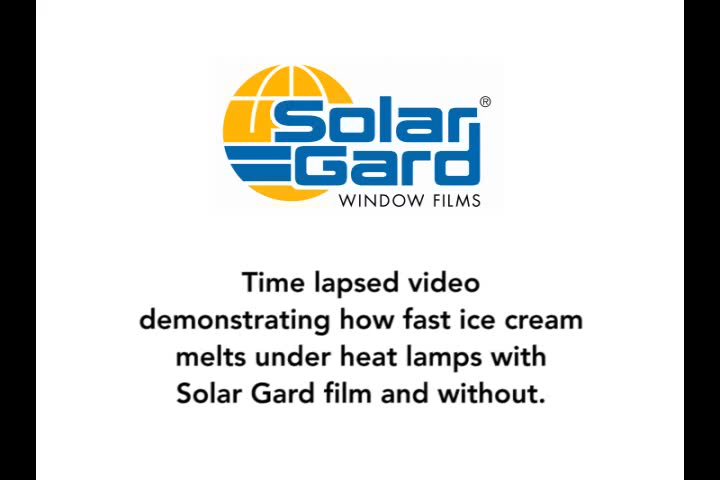 Solar
Gard®
WINDOW FILMS
Time lapsed video
demonstrating how fast ice cream
melts under heat lamps with
Solar Gard film and without.